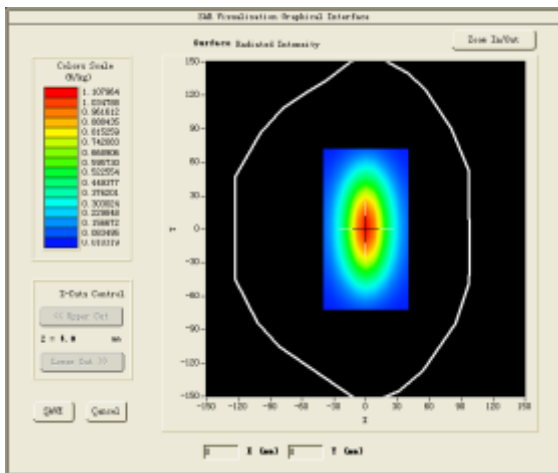 SAR Visualisation Graphical Interface
Surface Radiated Intensity
Zoom In/Out
Colors Scale
(W/kg)
1.107964
1.034788
0.961612
0.888435
0.815259
0.742083
0.668906
0.595730
0.522554
0.449377
0.376201
0.303024
0.229848
0.156672
0.083495
0.010319
150
120
90
60
30
0
-30
-60
-90
-120
-150
Y
-150 -120 -90 -60 -30 0 30 60 90 120 150
X
Z-Cuts Control
<< Upper Cut
Z = mm
Lower Cut >>
SAVE
Cancel
X (mm)
Y (mm)